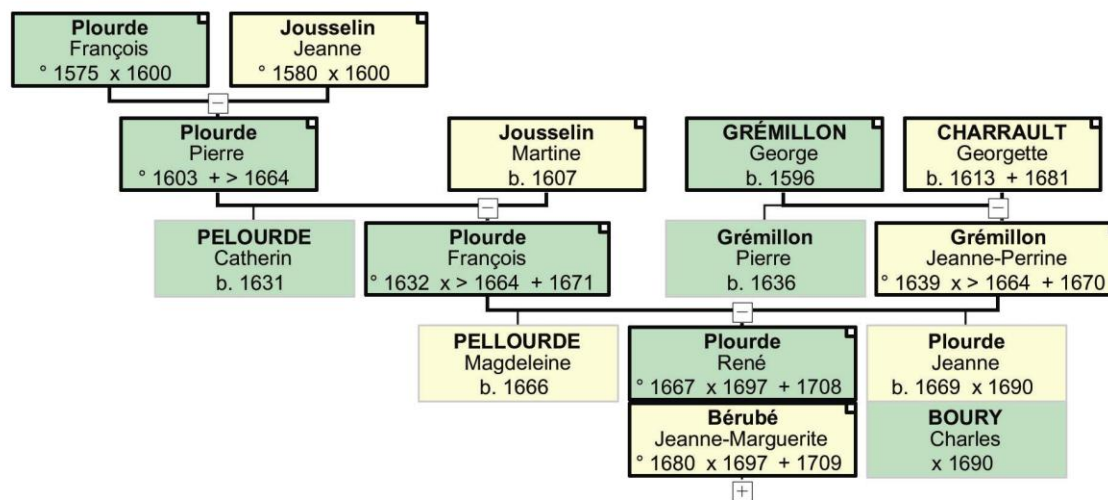 Plourde
François
° 1575 x 1600
Jousselin
Jeanne
° 1580 x 1600
Plourde
Pierre
° 1603 + > 1664
Jousselin
Martine
b. 1607
GRÉMILLON
George
b. 1596
CHARRAULT
Georgette
b. 1613 + 1681
PELOURDE
Catherin
b. 1631
Plourde
François
° 1632 x > 1664 + 1671
Grémillon
Pierre
b. 1636
Grémillon
Jeanne-Perrine
° 1639 x > 1664 + 1670
PELLOURDE
Magdeleine
b. 1666
Plourde
René
° 1667 x 1697 + 1708
Plourde
Jeanne
b. 1669 x 1690
Bérubé
Jeanne-Marguerite
° 1680 x 1697 + 1709
BOURY
Charles
x 1690